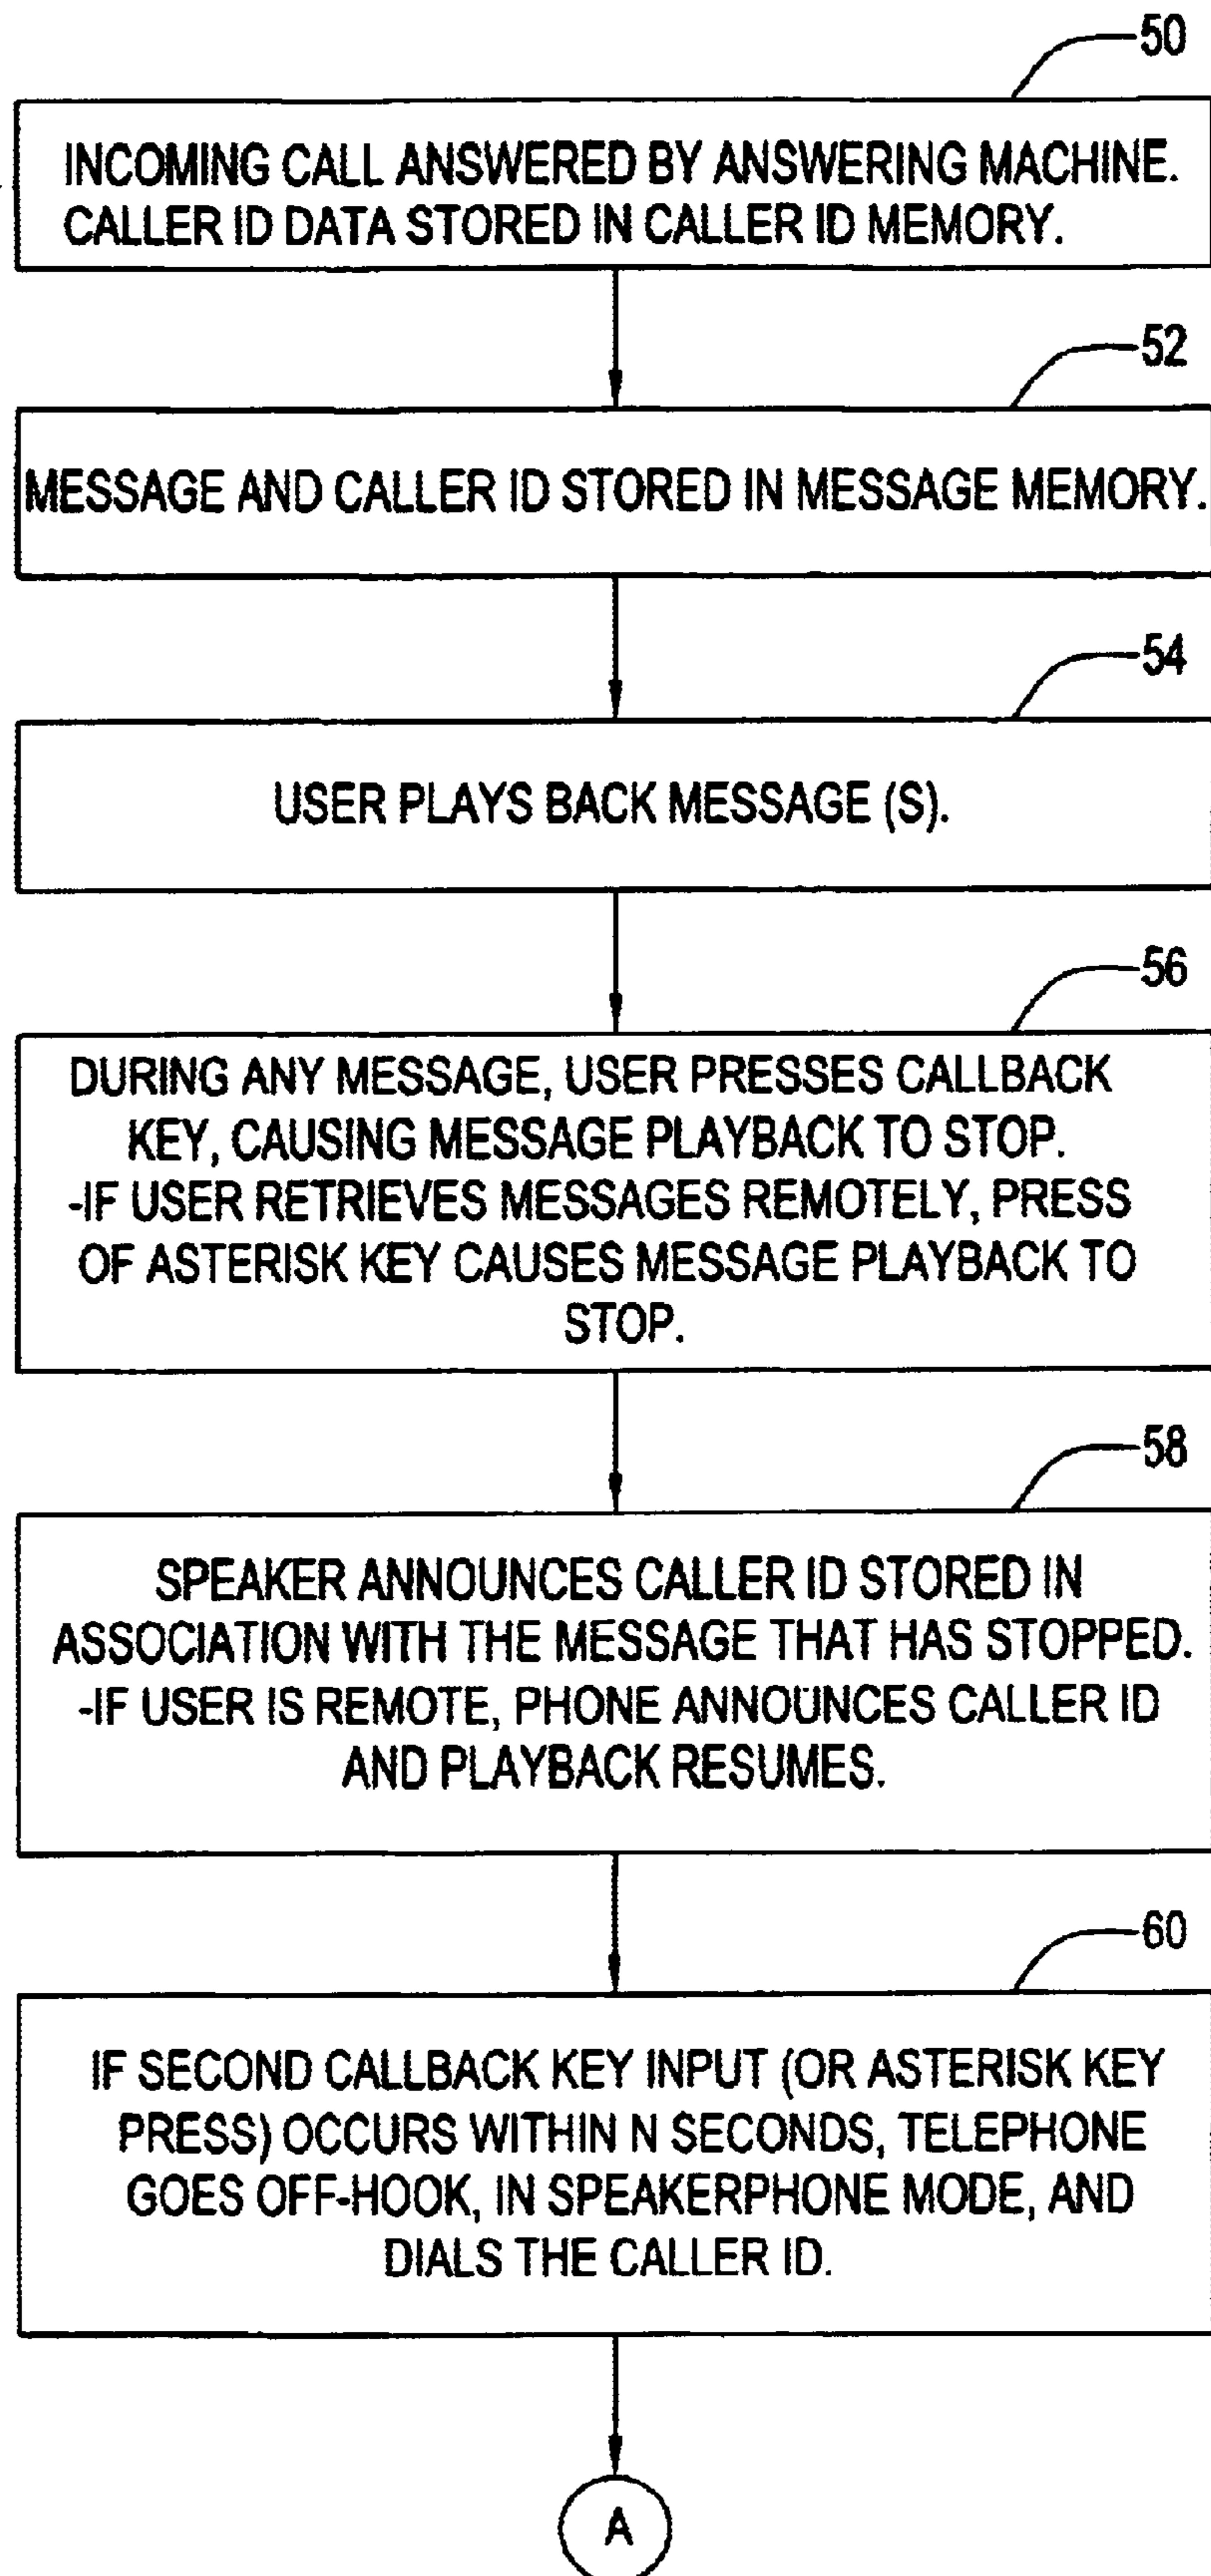 50
INCOMING CALL ANSWERED BY ANSWERING MACHINE.
CALLER ID DATA STORED IN CALLER ID MEMORY.
52
MESSAGE AND CALLER ID STORED IN MESSAGE MEMORY.
54
USER PLAYS BACK MESSAGE (S).
56
DURING ANY MESSAGE, USER PRESSES CALLBACK
KEY, CAUSING MESSAGE PLAYBACK TO STOP.
-IF USER RETRIEVES MESSAGES REMOTELY, PRESS
OF ASTERISK KEY CAUSES MESSAGE PLAYBACK TO
STOP.
58
SPEAKER ANNOUNCES CALLER ID STORED IN
ASSOCIATION WITH THE MESSAGE THAT HAS STOPPED.
-IF USER IS REMOTE, PHONE ANNOUNCES CALLER ID
AND PLAYBACK RESUMES.
60
IF SECOND CALLBACK KEY INPUT (OR ASTERISK KEY
PRESS) OCCURS WITHIN N SECONDS, TELEPHONE
GOES OFF-HOOK, IN SPEAKERPHONE MODE, AND
DIALS THE CALLER ID.
A